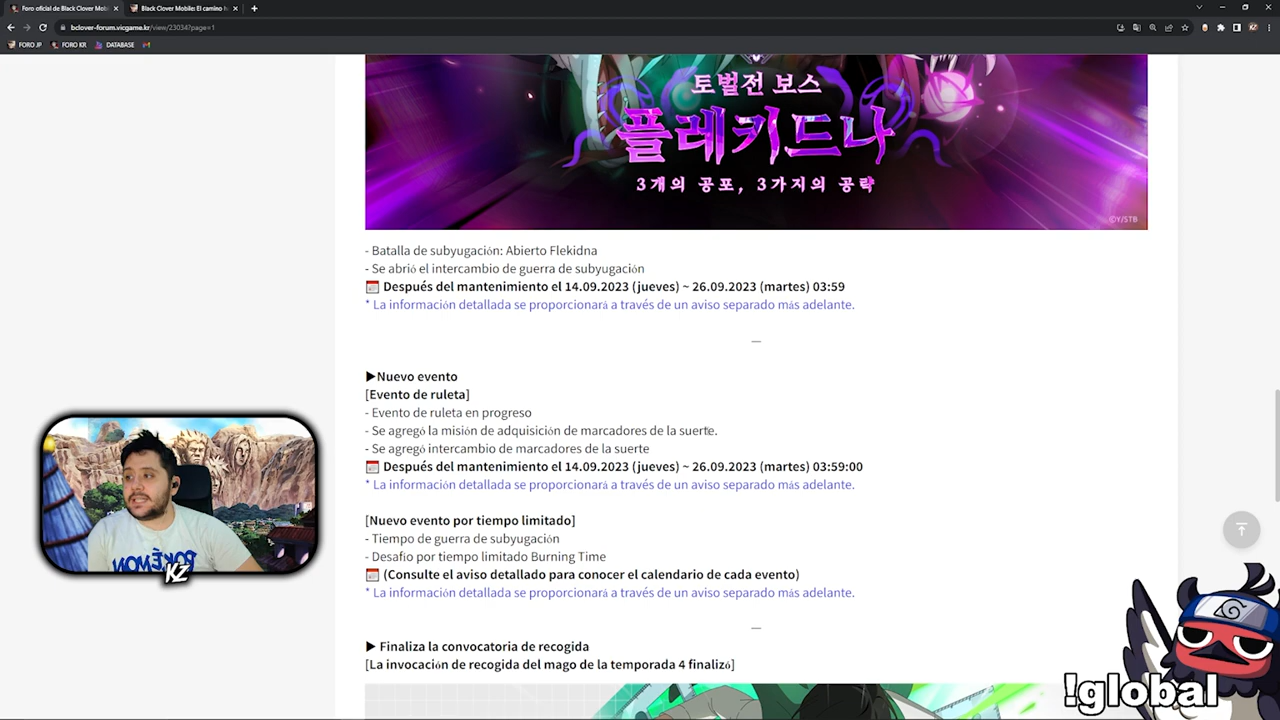 Foro oficial de Black Clover Mobile
Black Clover Mobile: El camino
bclover-forum.vicgame.kr/view/23034?page=1
FORO JP
FORO KR
DATABASE
토벌전 보스
플레키드나
3개의 공포, 3가지의 공략
©Y/STB
- Batalla de subyugación: Abierto Flekidna
- Se abrió el intercambio de guerra de subyugación
Después del mantenimiento el 14.09.2023 (jueves) ~ 26.09.2023 (martes) 03:59
* La información detallada se proporcionará a través de un aviso separado más adelante.
—
▶Nuevo evento
[Evento de ruleta]
- Evento de ruleta en progreso
- Se agregó la misión de adquisición de marcadores de la suerte.
- Se agregó intercambio de marcadores de la suerte
Después del mantenimiento el 14.09.2023 (jueves) ~ 26.09.2023 (martes) 03:59:00
* La información detallada se proporcionará a través de un aviso separado más adelante.
[Nuevo evento por tiempo limitado]
- Tiempo de guerra de subyugación
- Desafío por tiempo limitado Burning Time
(Consulte el aviso detallado para conocer el calendario de cada evento)
* La información detallada se proporcionará a través de un aviso separado más adelante.
—
▶ Finaliza la convocatoria de recogida
[La invocación de recogida del mago de la temporada 4 finalizó]
POKÉMON
KZ
!global